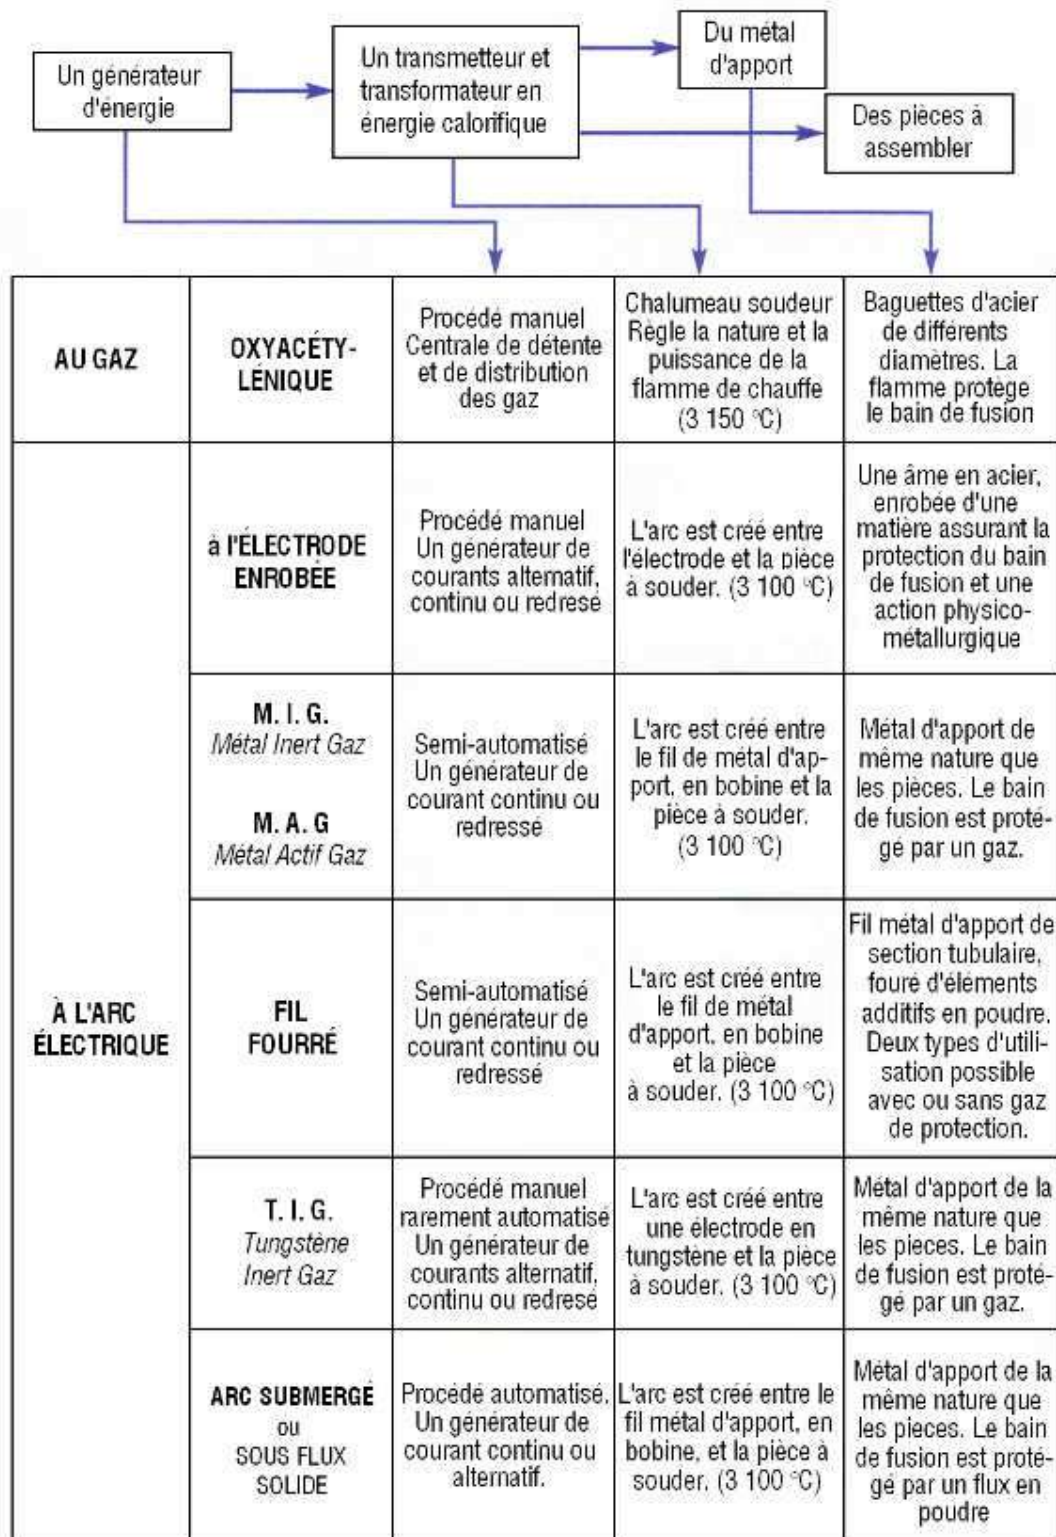 Un générateur
d'énergie
Un transmetteur et
transformateur en
énergie calorifique
Du métal
d'apport
Des pièces à
assembler
AU GAZ
OXYACÉTY-
LÉNIQUE
Procédé manuel
Centrale de détente
et de distribution
des gaz
Chalumeau soudeur
Règle la nature et la
puissance de la
flamme de chauffe
(3 150 °C)
Baguettes d'acier
de différents
diamètres. La
flamme protège
le bain de fusion
À L'ARC
ÉLECTRIQUE
à l'ÉLECTRODE
ENROBÉE
Procédé manuel
Un générateur de
courants alternatif,
continu ou redresé
L'arc est créé entre
l'électrode et la pièce
à souder. (3 100 °C)
Une âme en acier,
enrobée d'une
matière assurant la
protection du bain
de fusion et une
action physico-
métallurgique
M. I. G.
Métal Inert Gaz
M. A. G
Métal Actif Gaz
Semi-automatisé
Un générateur de
courant continu ou
redressé
L'arc est créé entre
le fil de métal d'ap-
port, en bobine et la
pièce à souder.
(3 100 °C)
Métal d'apport de
même nature que
les pièces. Le bain
de fusion est proté-
gé par un gaz.
FIL
FOURRÉ
Semi-automatisé
Un générateur de
courant continu ou
redressé
L'arc est créé entre
le fil de métal
d'apport, en bobine
et la pièce
à souder. (3 100 °C)
Fil métal d'apport de
section tubulaire,
fouré d'éléments
additifs en poudre.
Deux types d'utili-
sation possible
avec ou sans gaz
de protection.
T. I. G.
Tungstène
Inert Gaz
Procédé manuel
rarement automatisé
Un générateur de
courants alternatif,
continu ou redresé
L'arc est créé entre
une électrode en
tungstène et la pièce
à souder. (3 100 °C)
Métal d'apport de la
même nature que
les pieces. Le bain
de fusion est proté-
gé par un gaz.
ARC SUBMERGÉ
ou
SOUS FLUX
SOLIDE
Procédé automatisé.
Un générateur de
courant continu ou
alternatif.
L'arc est créé entre le
fil métal d'apport, en
bobine, et la pièce à
souder. (3 100 °C)
Métal d'apport de la
même nature que
les pieces. Le bain
de fusion est proté-
gé par un flux en
poudre